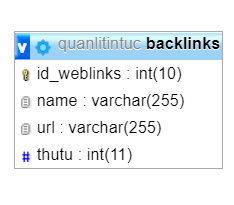 v quanlitintuc backlinks
id_weblinks : int(10)
name : varchar(255)
url : varchar(255)
# thutu : int(11)